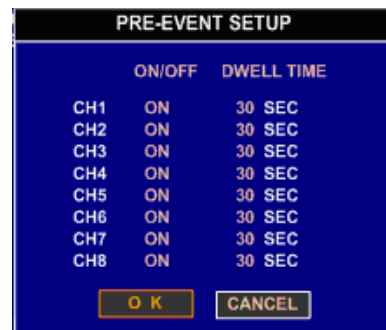 PRE-EVENT SETUP
ON/OFF DWELL TIME
CH1 ON 30 SEC
CH2 ON 30 SEC
CH3 ON 30 SEC
CH4 ON 30 SEC
CH5 ON 30 SEC
CH6 ON 30 SEC
CH7 ON 30 SEC
CH8 ON 30 SEC
O K CANCEL